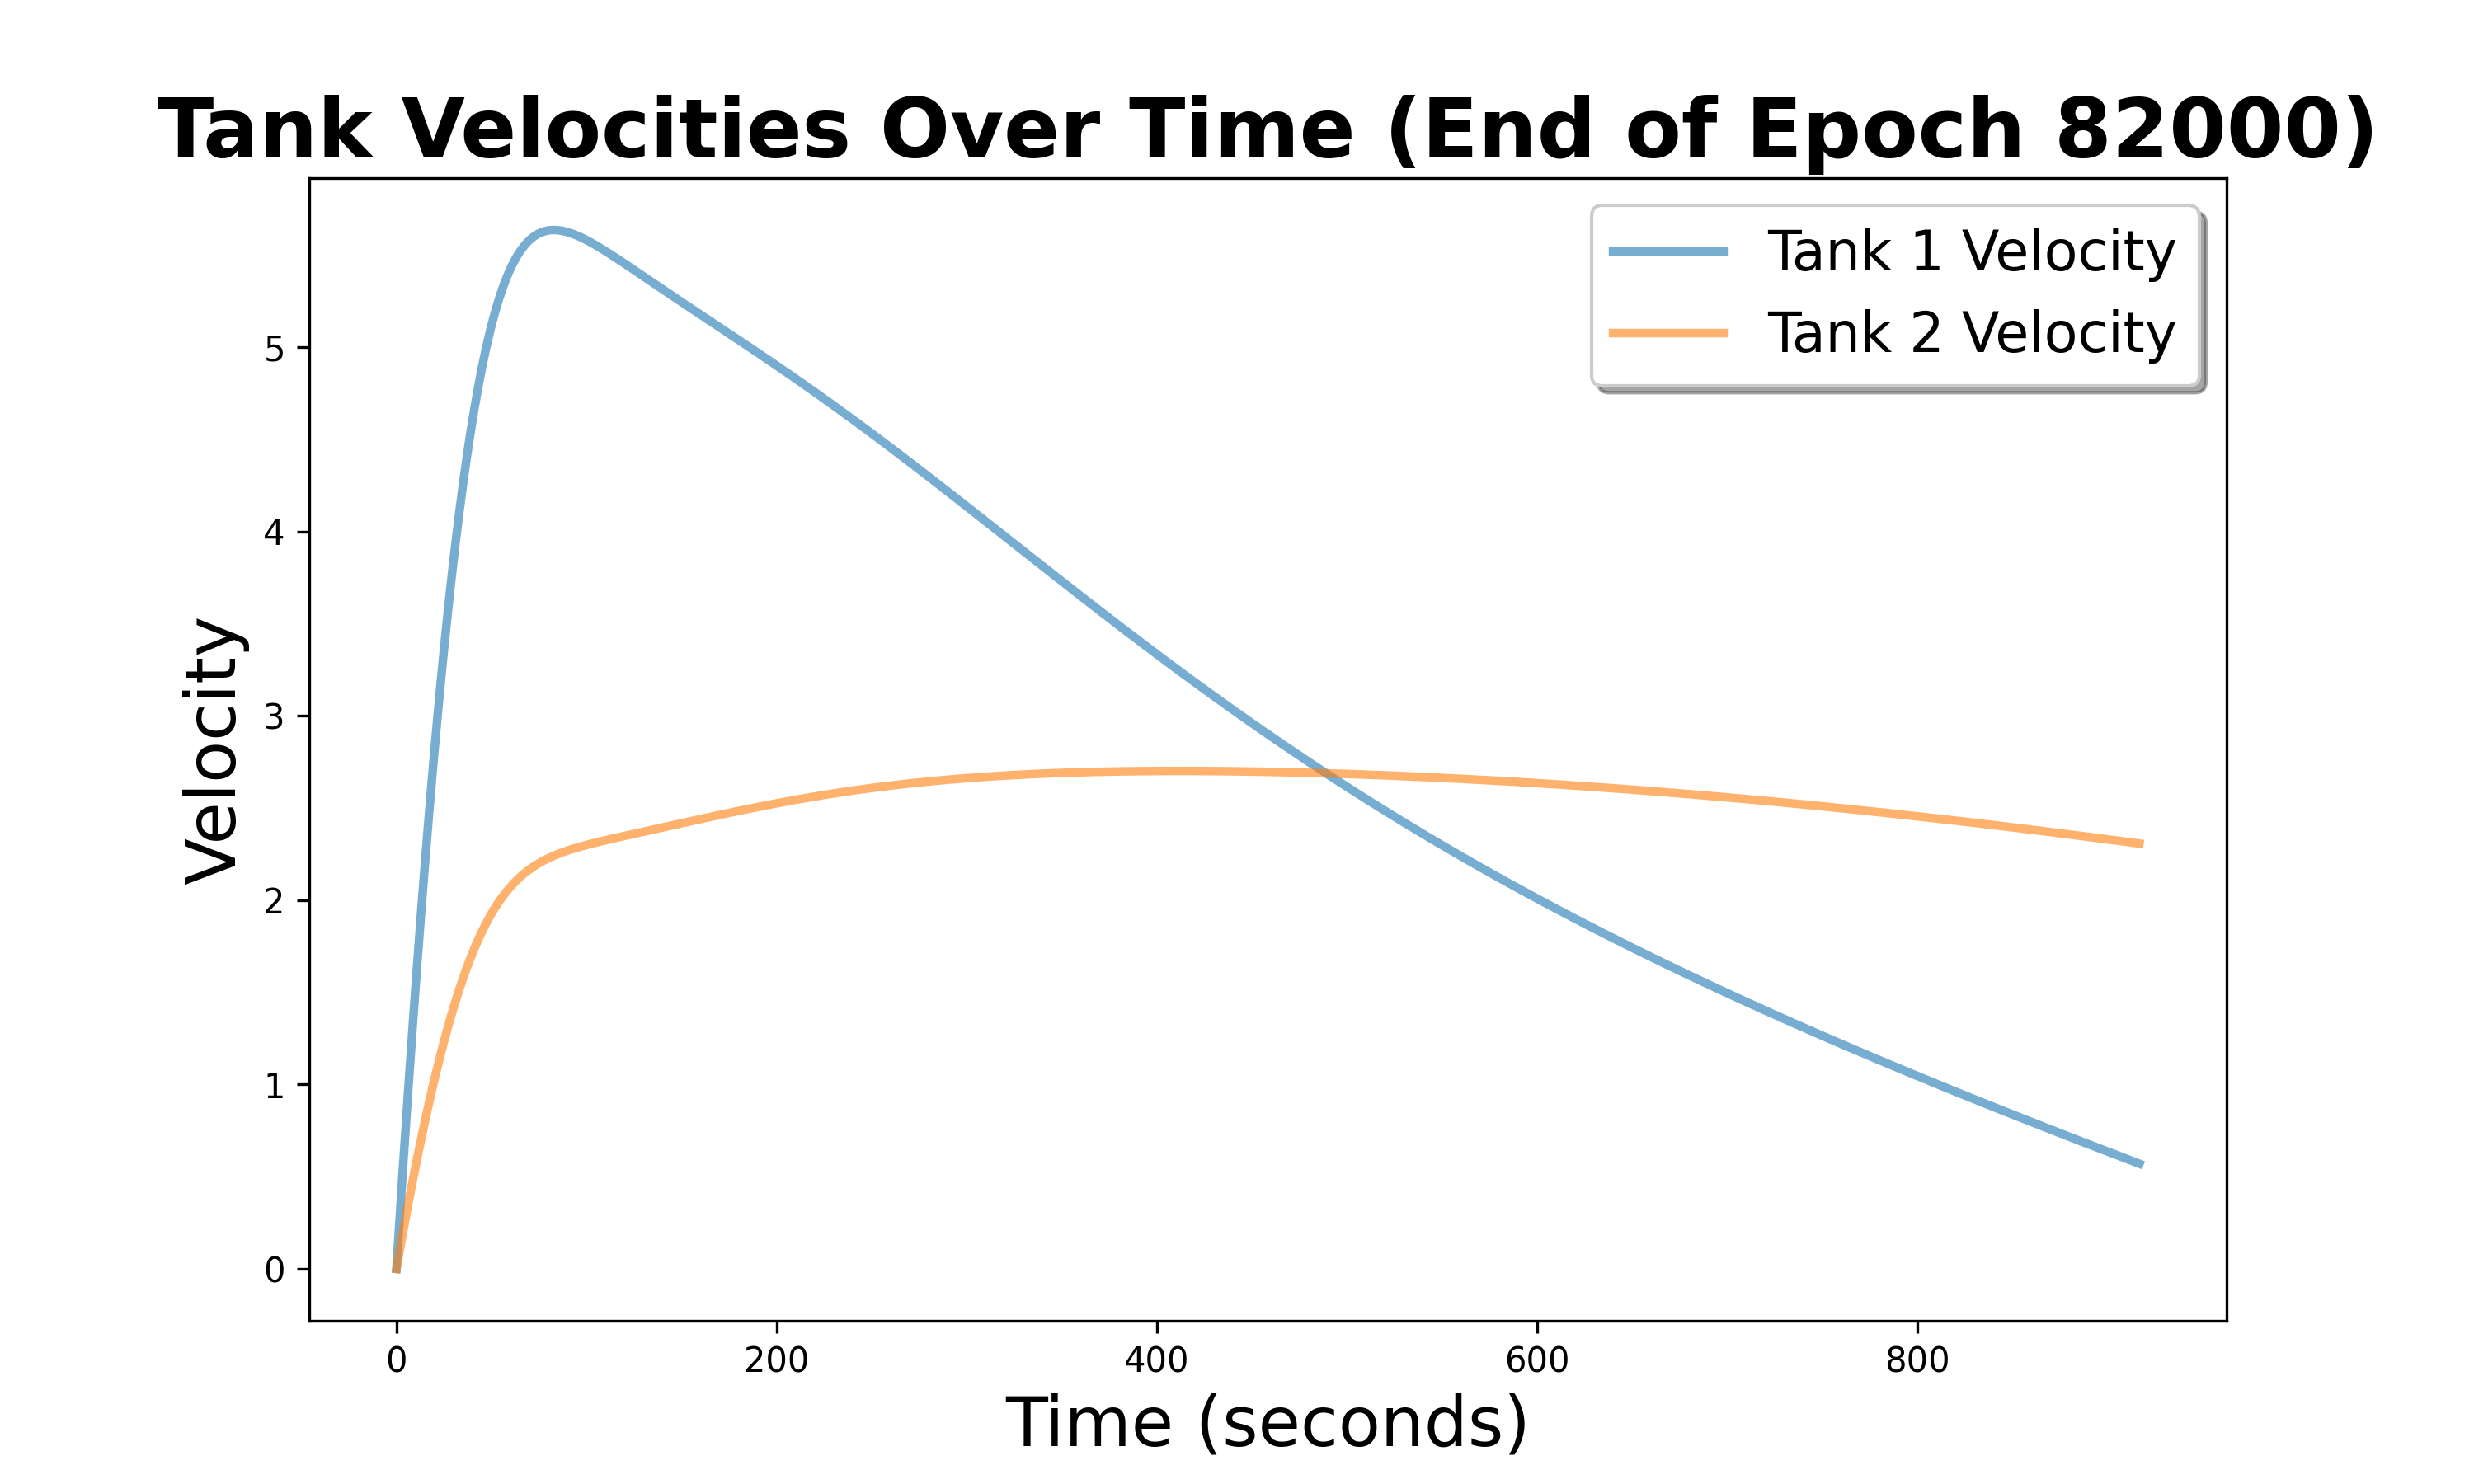 Tank Velocities Over Time (End of Epoch 82000)
Tank 1 Velocity
Tank 2 Velocity
Velocity
5
4
3
2
1
0
0 200 400 600 800
Time (seconds)